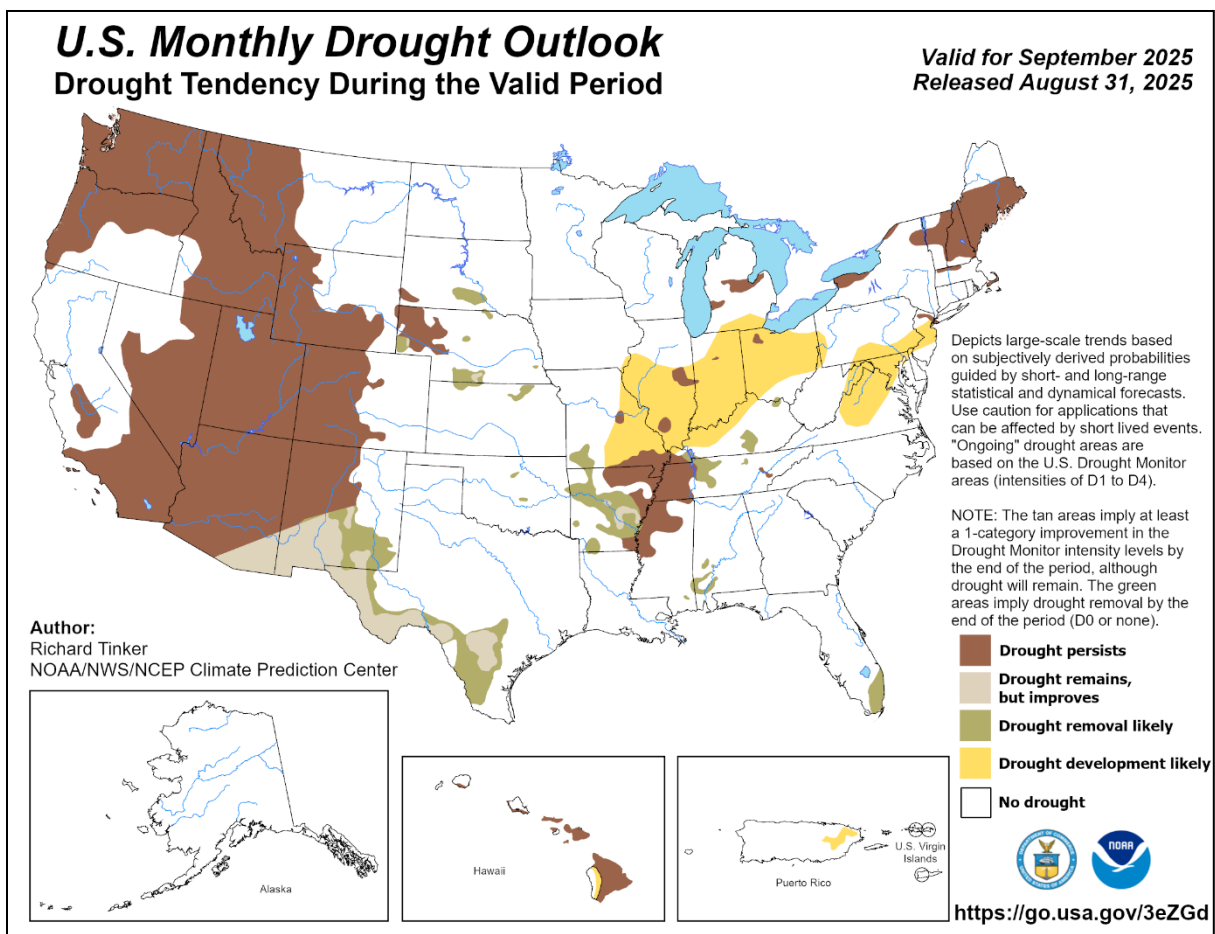 U.S. Monthly Drought Outlook
Drought Tendency During the Valid Period
Valid for September 2025
Released August 31, 2025
Depicts large-scale trends based
on subjectively derived probabilities
guided by short- and long-range
statistical and dynamical forecasts.
Use caution for applications that
can be affected by short lived events.
"Ongoing" drought areas are
based on the U.S. Drought Monitor
areas (intensities of D1 to D4).
NOTE: The tan areas imply at least
a 1-category improvement in the
Drought Monitor intensity levels by
the end of the period, although
drought will remain. The green
areas imply drought removal by the
end of the period (D0 or none).
Author:
Richard Tinker
NOAA/NWS/NCEP Climate Prediction Center
Drought persists
Drought remains,
but improves
Drought removal likely
Drought development likely
No drought
Alaska
Hawaii
Puerto Rico
U.S. Virgin
Islands
NOAA
https://go.usa.gov/3eZGd